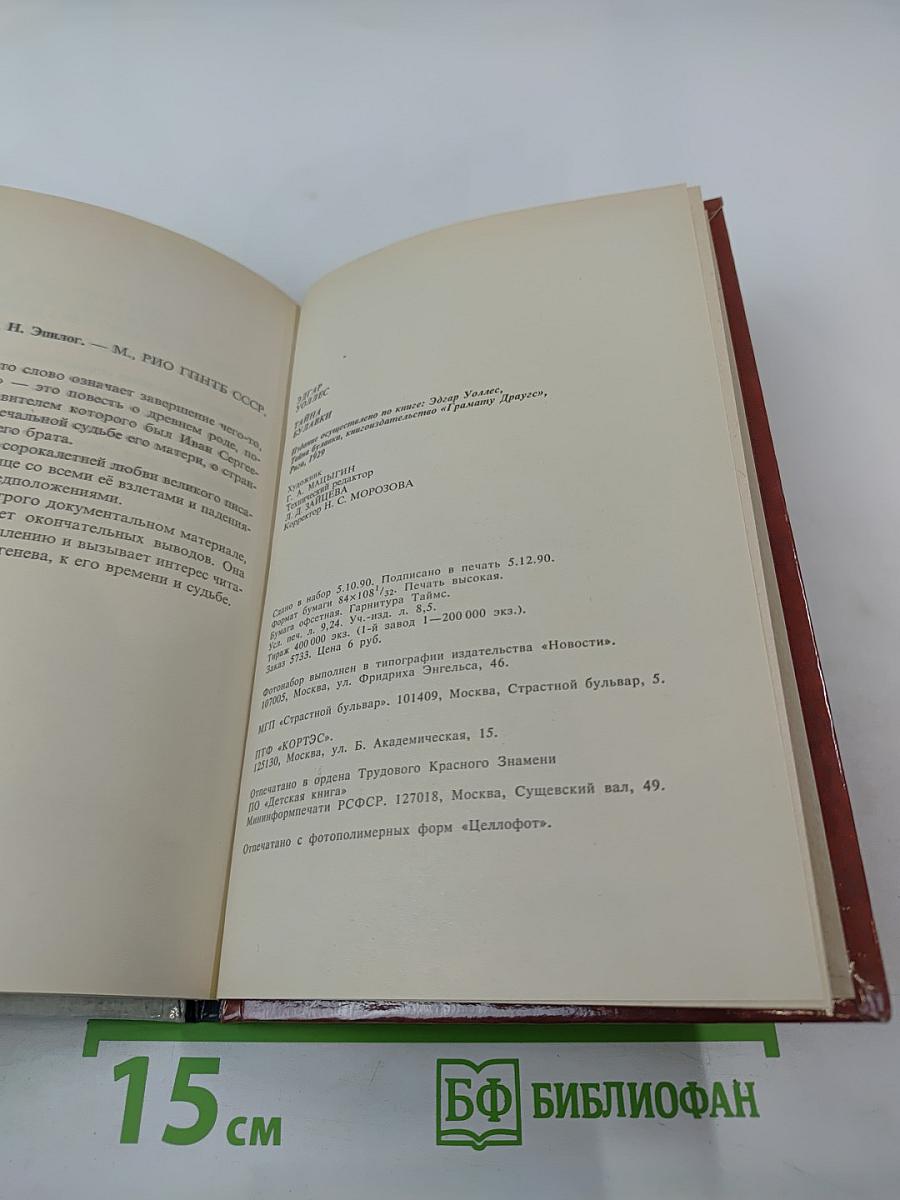 Н. Эпилог. — М., РИО ГПНТБ СССР,
то слово означает завершение чего-то,
— это повесть о древнем роде, по-
вителем которого был Иван Сергее-
ечальной судьбе его матери, о стран-
его брата.
сорокалетней любви великого писа-
ще со всеми её взлетами и падения-
едположениями.
трого документальном материале,
ет окончательных выводов. Она
ылению и вызывает интерес чита-
генева, к его времени и судьбе.
ЭДГАР
УОЛЛЕС
ТАЙНА
БУЛАВКИ
Издание осуществлено по книге: Эдгар Уоллес,
Тайна булавки, книгоиздательство «Грамату Драугс»,
Рига, 1929
Художник
Г. А. МАЦЫГИН
Технический редактор
Л. Д. ЗАЙЦЕВА
Корректор Н. С. МОРОЗОВА
Сдано в набор 5.10.90. Подписано в печать 5.12.90.
Формат бумаги 84×108¹/₃₂. Печать высокая.
Бумага офсетная. Гарнитура Таймс.
Усл. печ. л. 9,24. Уч.-изд. л. 8,5.
Тираж 400 000 экз. (1-й завод 1—200 000 экз.).
Заказ 5733. Цена 6 руб.
Фотонабор выполнен в типографии издательства «Новости».
107005, Москва, ул. Фридриха Энгельса, 46.
МГП «Страстной бульвар». 101409, Москва, Страстной бульвар, 5.
ПТФ «КОРТЭС».
125130, Москва, ул. Б. Академическая, 15.
Отпечатано в ордена Трудового Красного Знамени
ПО «Детская книга»
Мининформпечати РСФСР. 127018, Москва, Сущевский вал, 49.
Отпечатано с фотополимерных форм «Целлофот».
15 см
БФ БИБЛИОФАН